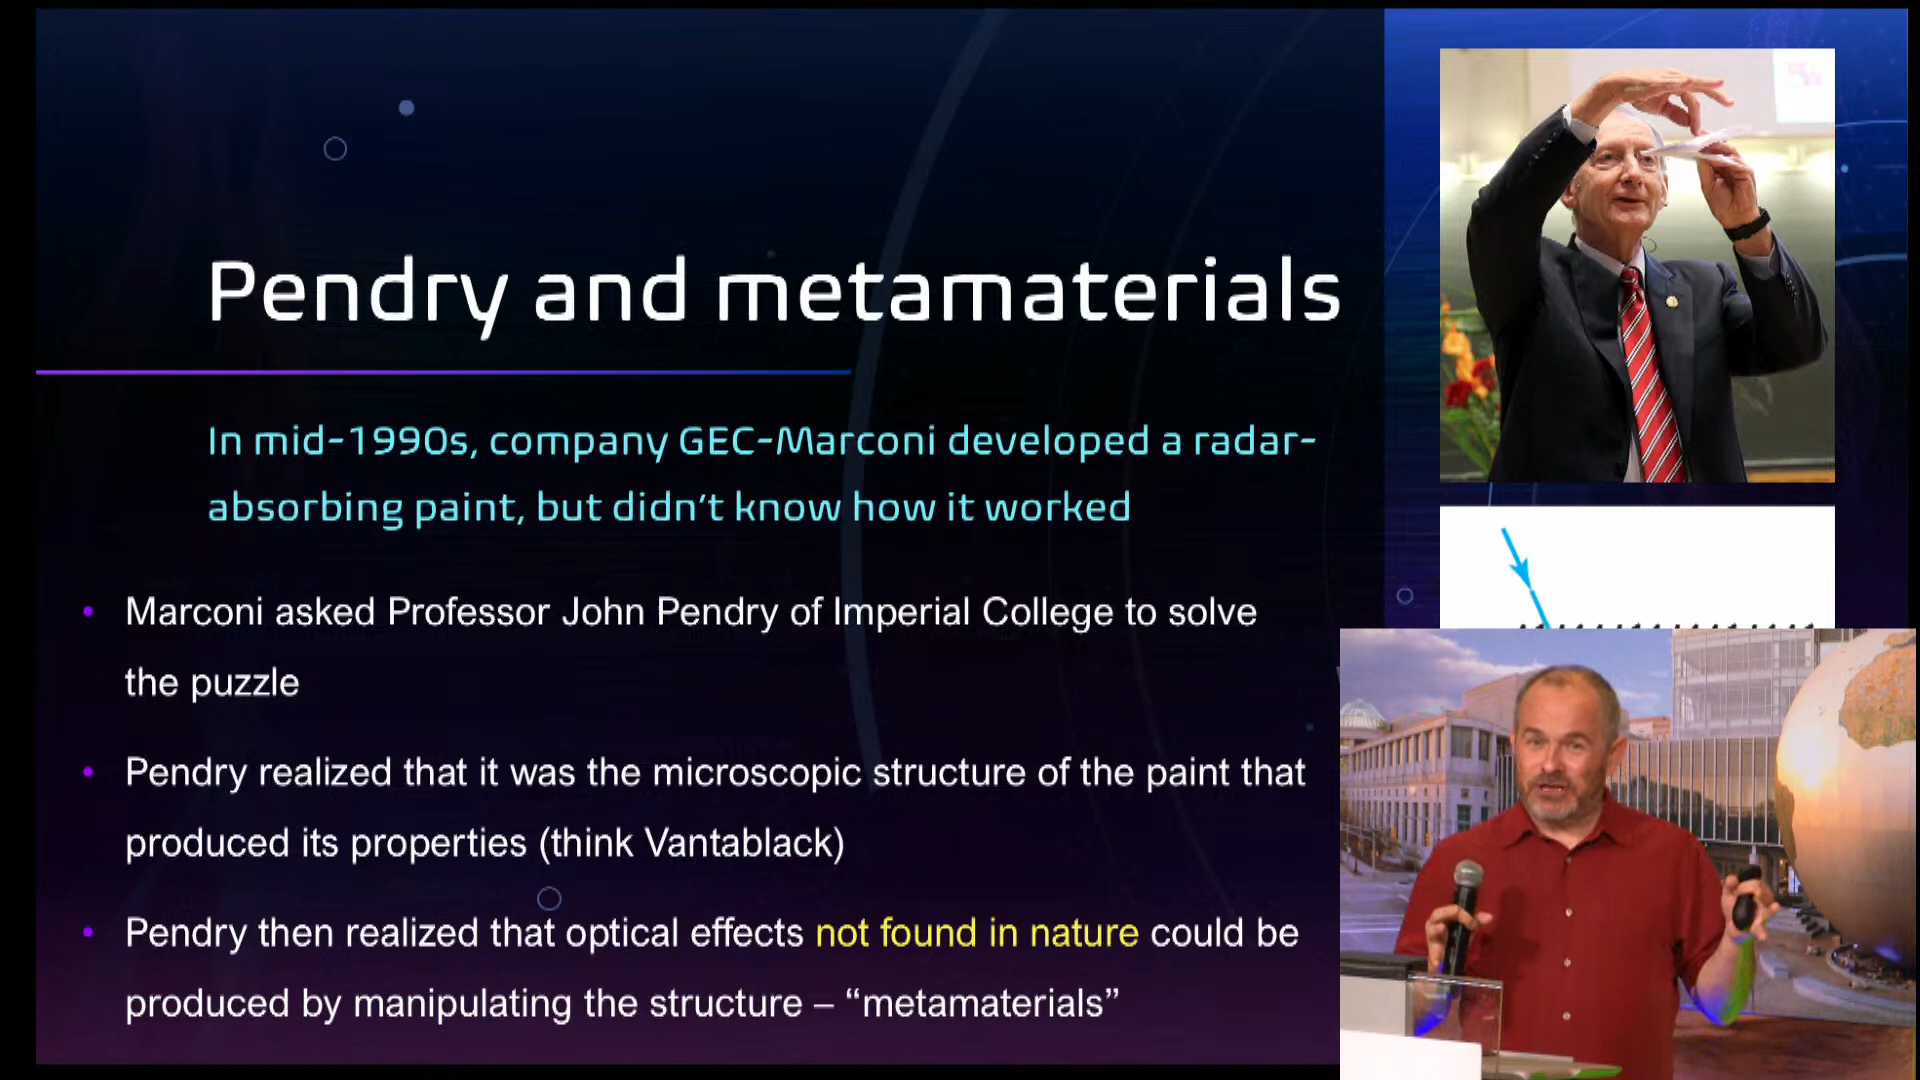 Pendry and metamaterials
In mid-1990s, company GEC-Marconi developed a radar-
absorbing paint, but didn’t know how it worked
• Marconi asked Professor John Pendry of Imperial College to solve
the puzzle
• Pendry realized that it was the microscopic structure of the paint that
produced its properties (think Vantablack)
• Pendry then realized that optical effects not found in nature could be
produced by manipulating the structure – “metamaterials”